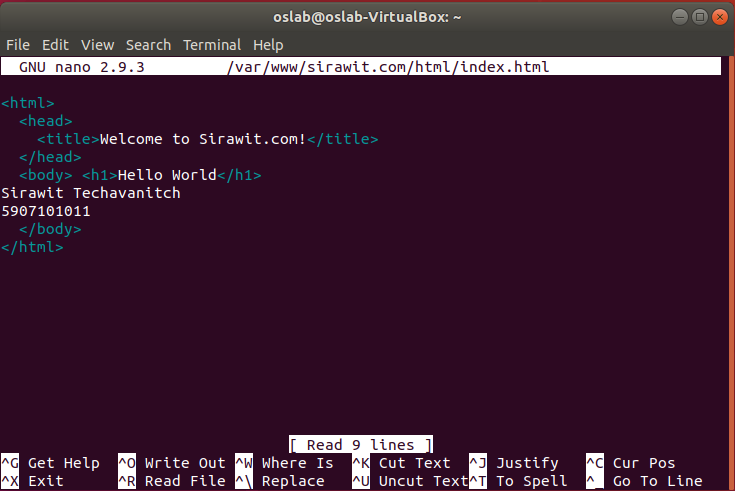 oslab@oslab-VirtualBox: ~
File Edit View Search Terminal Help
GNU nano 2.9.3 /var/www/sirawit.com/html/index.html
<html>
  <head>
    <title>Welcome to Sirawit.com!</title>
  </head>
  <body> <h1>Hello World</h1>
Sirawit Techavanitch
5907101011
  </body>
</html>
[ Read 9 lines ]
^G Get Help ^O Write Out ^W Where Is ^K Cut Text ^J Justify ^C Cur Pos
^X Exit ^R Read File ^\ Replace ^U Uncut Text ^T To Spell ^_ Go To Line